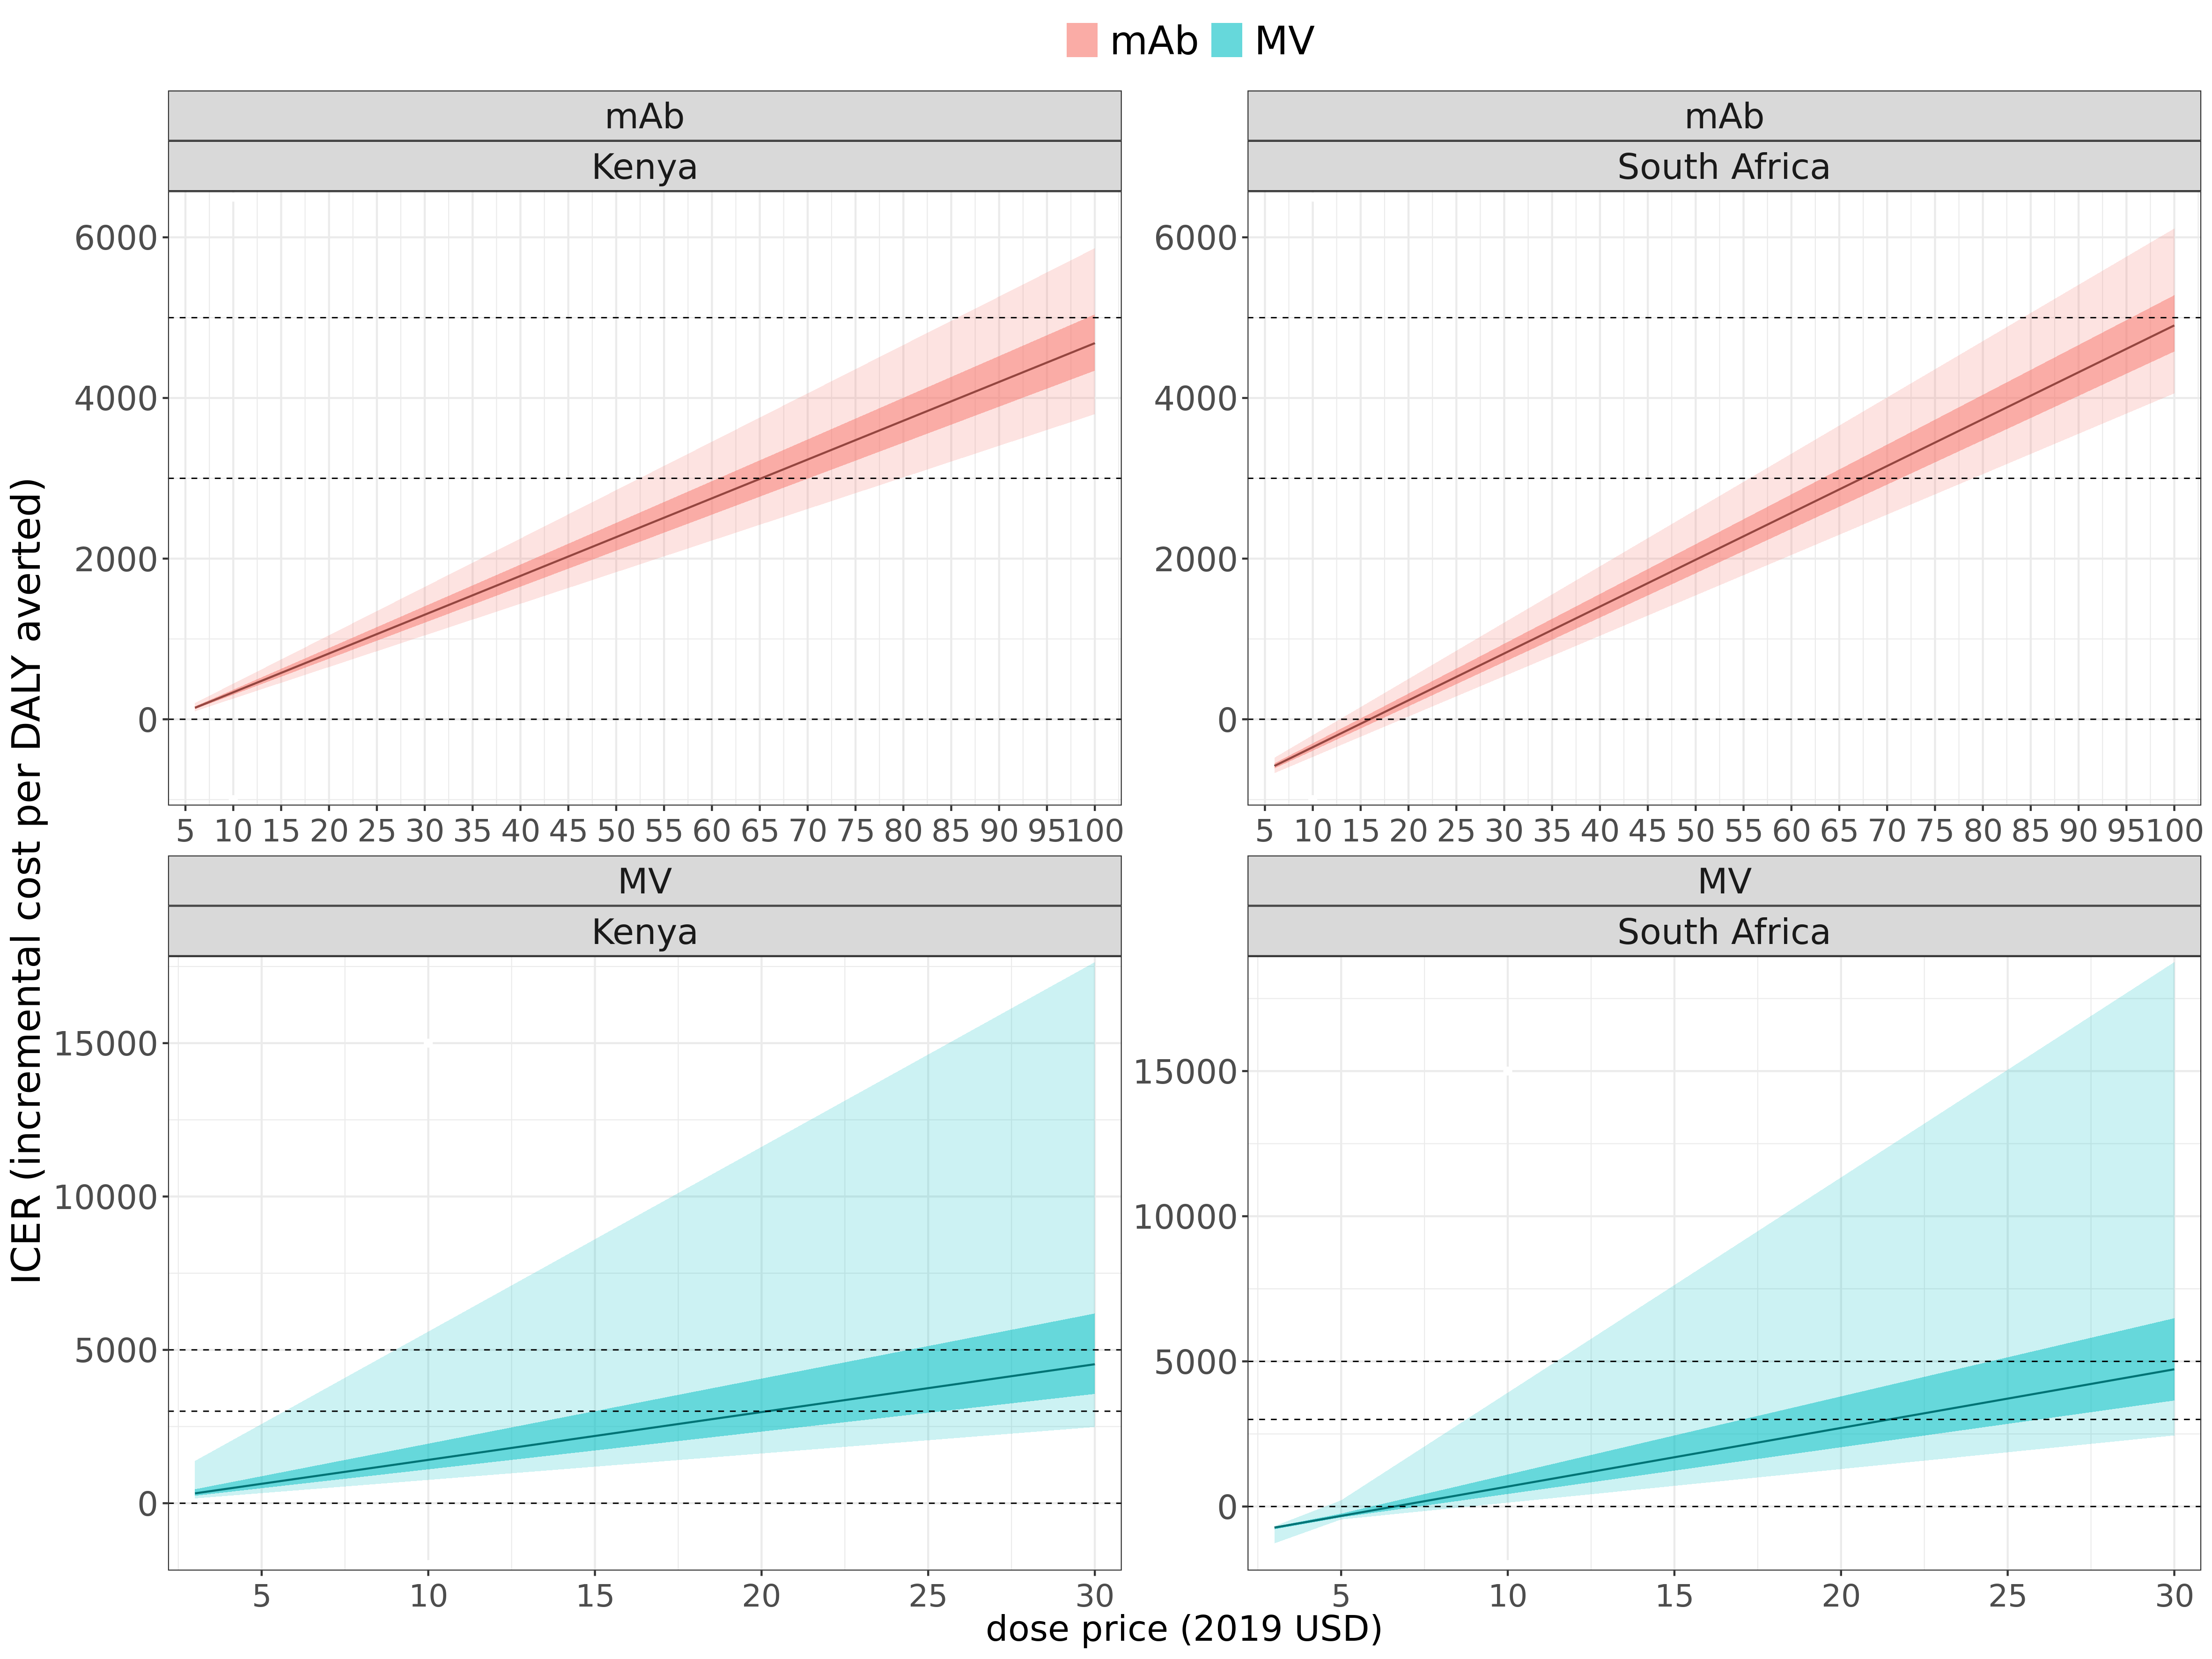 mAb MV
mAb
Kenya
mAb
South Africa
ICER (incremental cost per DALY averted)
6000
4000
2000
0
5 10 15 20 25 30 35 40 45 50 55 60 65 70 75 80 85 90 95 100
6000
4000
2000
0
5 10 15 20 25 30 35 40 45 50 55 60 65 70 75 80 85 90 95 100
MV
Kenya
MV
South Africa
15000
10000
5000
0
5 10 15 20 25 30
15000
10000
5000
0
5 10 15 20 25 30
dose price (2019 USD)